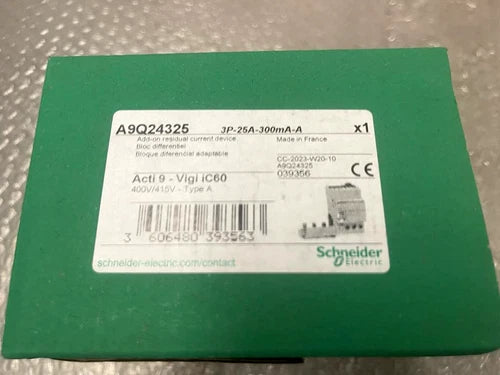 A9Q24325 3P-25A-300mA-A x1
Add-on residual current device Made in France
Bloc différentiel
Bloque diferencial adaptable
CC-2023-W20-10
A9Q24325
Acti 9 - Vigi iC60 039356 CE
400V/415V - Type A
3 606480 393563
Schneider
Electric
schneider-electric.com/contact